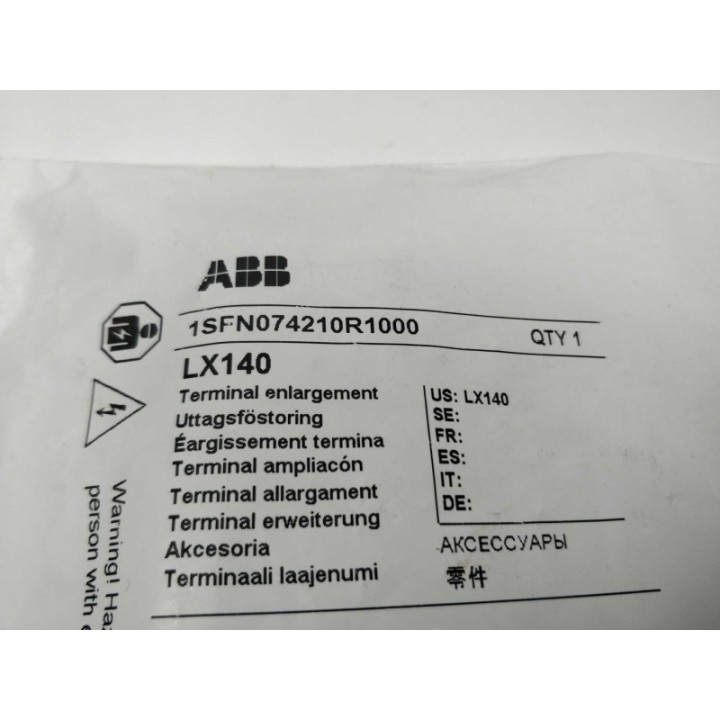 ABB
1SFN074210R1000
QTY 1
LX140
Terminal enlargement
Uttagsföstoring
Éargissement termina
Terminal ampliacón
Terminal allargament
Terminal erweiterung
Akcesoria
Terminaali laajenumi
US: LX140
SE:
FR:
ES:
IT:
DE:
АКСЕССУАРЫ
零件
Warning! Ha
person with